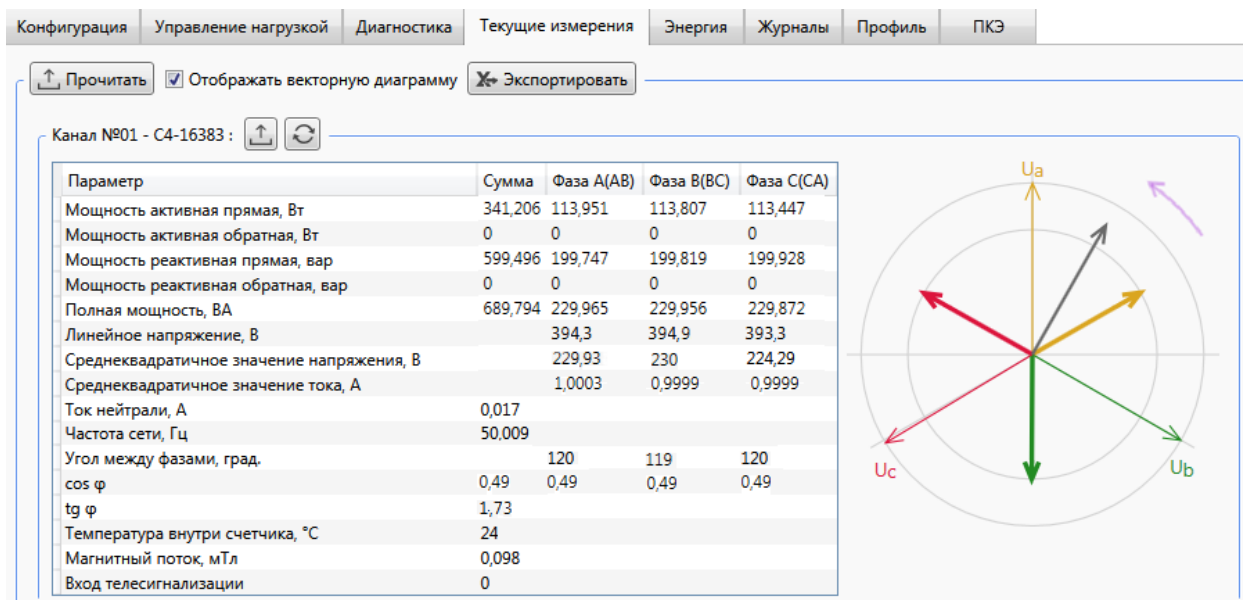 Конфигурация Управление нагрузкой Диагностика Текущие измерения Энергия Журналы Профиль ПКЭ
Прочитать Отображать векторную диаграмму Экспортировать
Канал №01 - C4-16383 :
Параметр Сумма Фаза A(AB) Фаза B(BC) Фаза C(CA)
Мощность активная прямая, Вт 341,206 113,951 113,807 113,447
Мощность активная обратная, Вт 0 0 0 0
Мощность реактивная прямая, вар 599,496 199,747 199,819 199,928
Мощность реактивная обратная, вар 0 0 0 0
Полная мощность, ВА 689,794 229,965 229,956 229,872
Линейное напряжение, В 394,3 394,9 393,3
Среднеквадратичное значение напряжения, В 229,93 230 224,29
Среднеквадратичное значение тока, А 1,0003 0,9999 0,9999
Ток нейтрали, А 0,017
Частота сети, Гц 50,009
Угол между фазами, град. 120 119 120
cos φ 0,49 0,49 0,49 0,49
tg φ 1,73
Температура внутри счетчика, °С 24
Магнитный поток, мТл 0,098
Вход телесигнализации 0
Ua
Uc
Ub